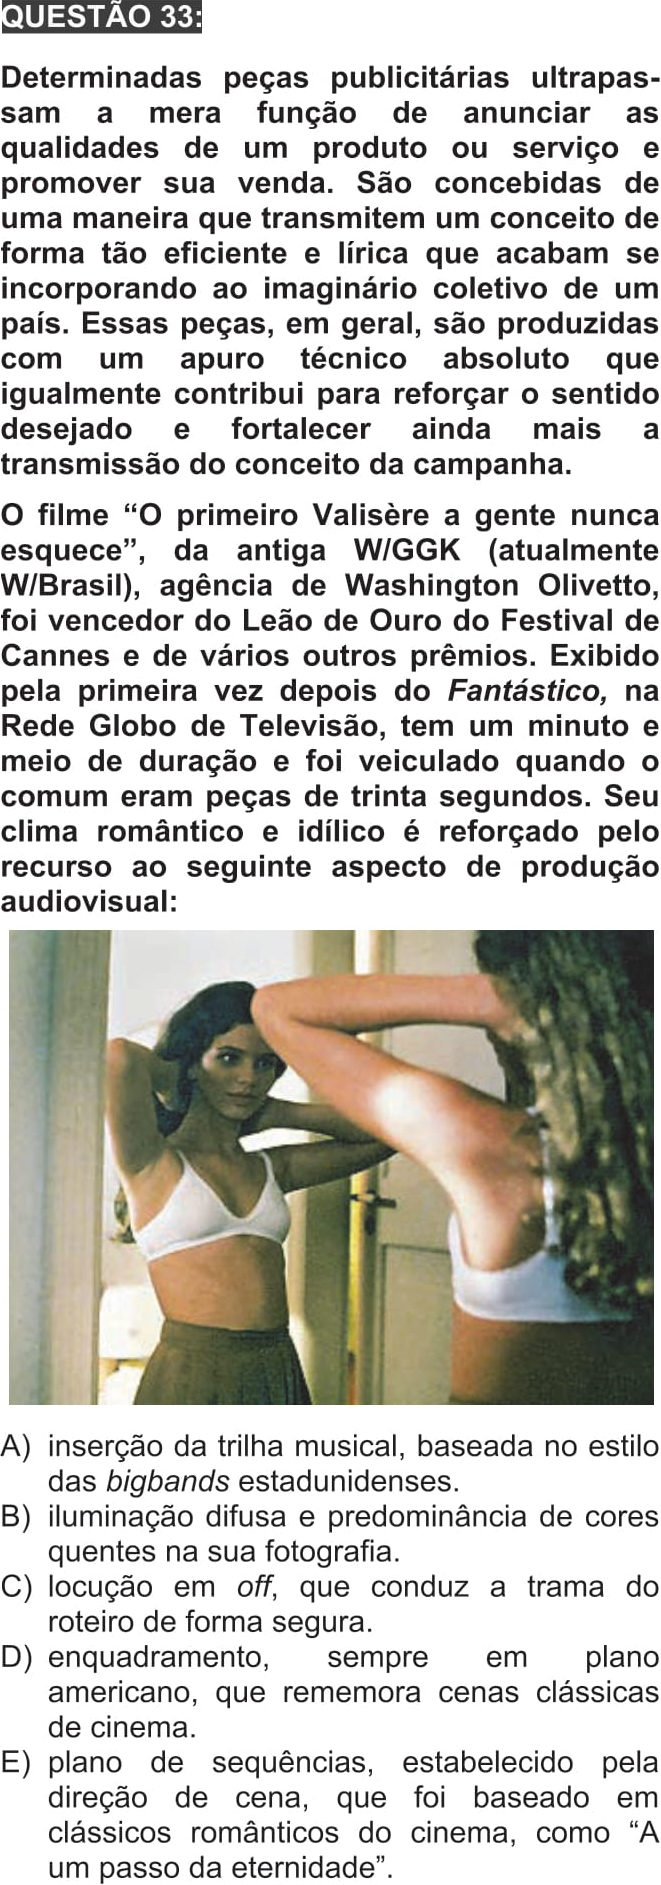 QUESTÃO 33:
Determinadas peças publicitárias ultrapas-
sam a mera função de anunciar as
qualidades de um produto ou serviço e
promover sua venda. São concebidas de
uma maneira que transmitem um conceito de
forma tão eficiente e lírica que acabam se
incorporando ao imaginário coletivo de um
país. Essas peças, em geral, são produzidas
com um apuro técnico absoluto que
igualmente contribui para reforçar o sentido
desejado e fortalecer ainda mais a
transmissão do conceito da campanha.
O filme “O primeiro Valisère a gente nunca
esquece”, da antiga W/GGK (atualmente
W/Brasil), agência de Washington Olivetto,
foi vencedor do Leão de Ouro do Festival de
Cannes e de vários outros prêmios. Exibido
pela primeira vez depois do Fantástico, na
Rede Globo de Televisão, tem um minuto e
meio de duração e foi veiculado quando o
comum eram peças de trinta segundos. Seu
clima romântico e idílico é reforçado pelo
recurso ao seguinte aspecto de produção
audiovisual:
A) inserção da trilha musical, baseada no estilo
das bigbands estadunidenses.
B) iluminação difusa e predominância de cores
quentes na sua fotografia.
C) locução em off, que conduz a trama do
roteiro de forma segura.
D) enquadramento, sempre em plano
americano, que rememora cenas clássicas
de cinema.
E) plano de sequências, estabelecido pela
direção de cena, que foi baseado em
clássicos românticos do cinema, como “A
um passo da eternidade”.